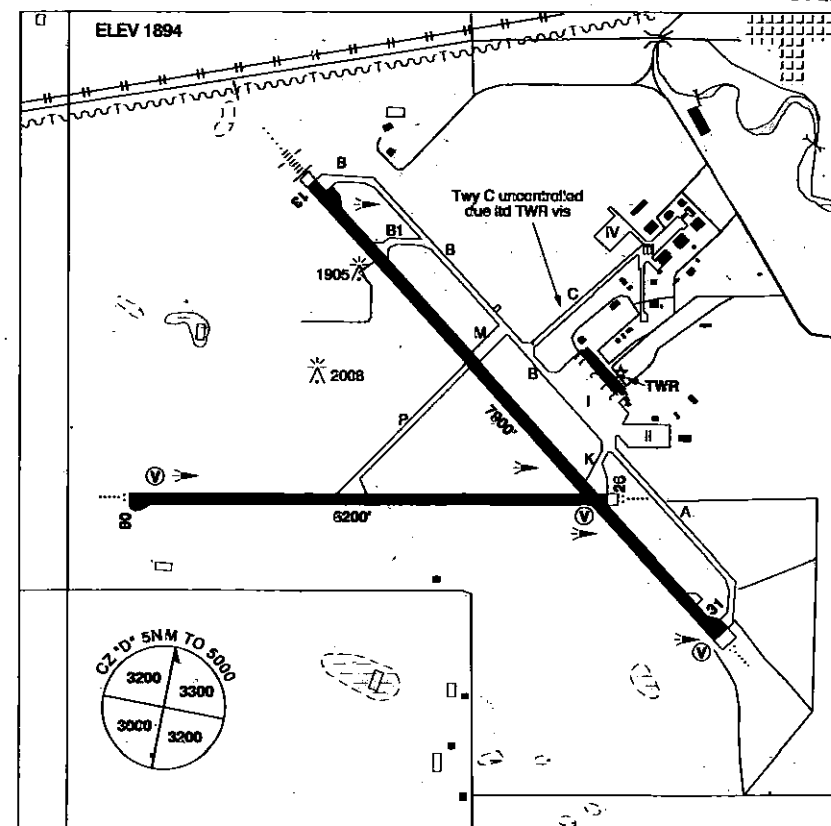 ELEV 1894
B
13
Twy C uncontrolled
due ltd TWR vis
IV
III
B1
B
1905
C
M
B
2008
TWR
I
P
7900'
II
K
V
26
A
08
6200'
V
31
V
CZ "D" 5NM TO 5000
3200
3300
3000
3200